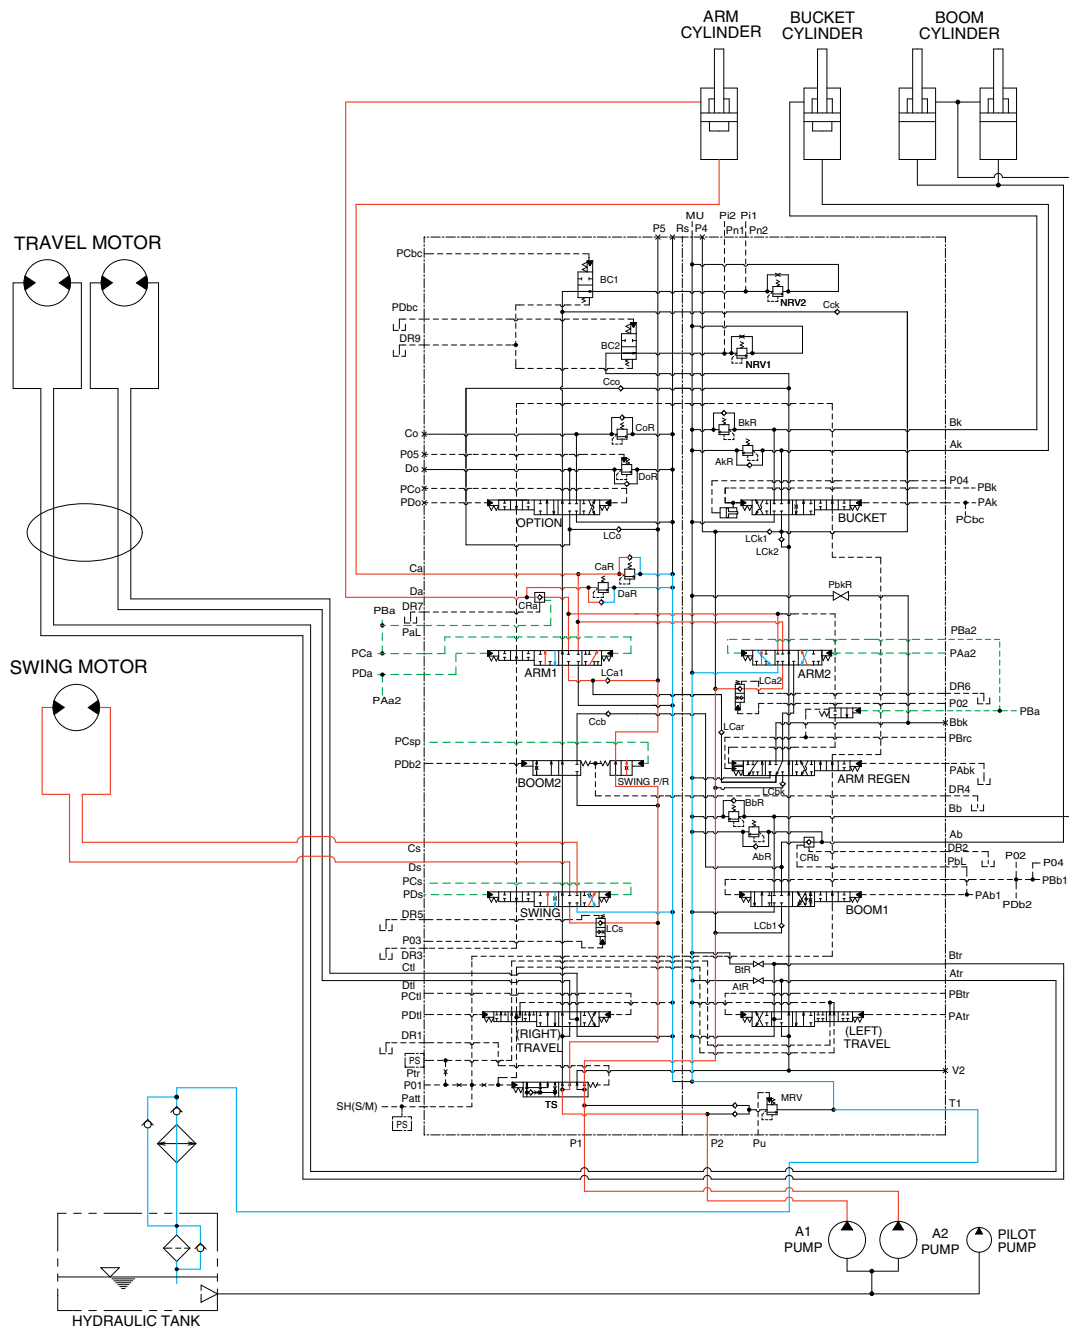 ARM CYLINDER
BUCKET CYLINDER
BOOM CYLINDER
TRAVEL MOTOR
P5
Rs
MU
P4
Pi2
Pn1
Pi1
Pn2
PCbc
BC1
NRV2
Cck
PDbc
DR9
BC2
NRV1
Cco
Co
CoR
BkR
Bk
P05
Do
DoR
AkR
Ak
PCo
PDo
P04
PBk
PAk
PCbc
OPTION
BUCKET
LCo
LCk1
LCk2
Ca
CaR
Da
DaR
CRa
PbkR
DR7
PBa
PaL
PCa
PDa
PAa2
PBa2
PAa2
ARM1
LCa1
LCa2
ARM2
DR6
P02
PBa
Ccb
LCar
Bbk
PBrc
PCsp
PDb2
BOOM2
SWING P/R
ARM REGEN
PAbk
LCbk
DR4
Bb
SWING MOTOR
BbR
AbR
CRb
Ab
DR2
PbL
P02
P04
PBb1
PAb1
PDb2
Cs
Ds
PCs
PDs
SWING
BOOM1
DR5
LCs
LCb1
P03
DR3
Ctl
Dtl
PCtl
PDtl
BtR
AtR
Btr
Atr
PBtr
PAtr
(RIGHT) TRAVEL
(LEFT) TRAVEL
DR1
PS
Ptr
P01
Patt
SH(S/M)
PS
TS
V2
MRV
T1
P1
P2
Pu
A1 PUMP
A2 PUMP
PILOT PUMP
HYDRAULIC TANK